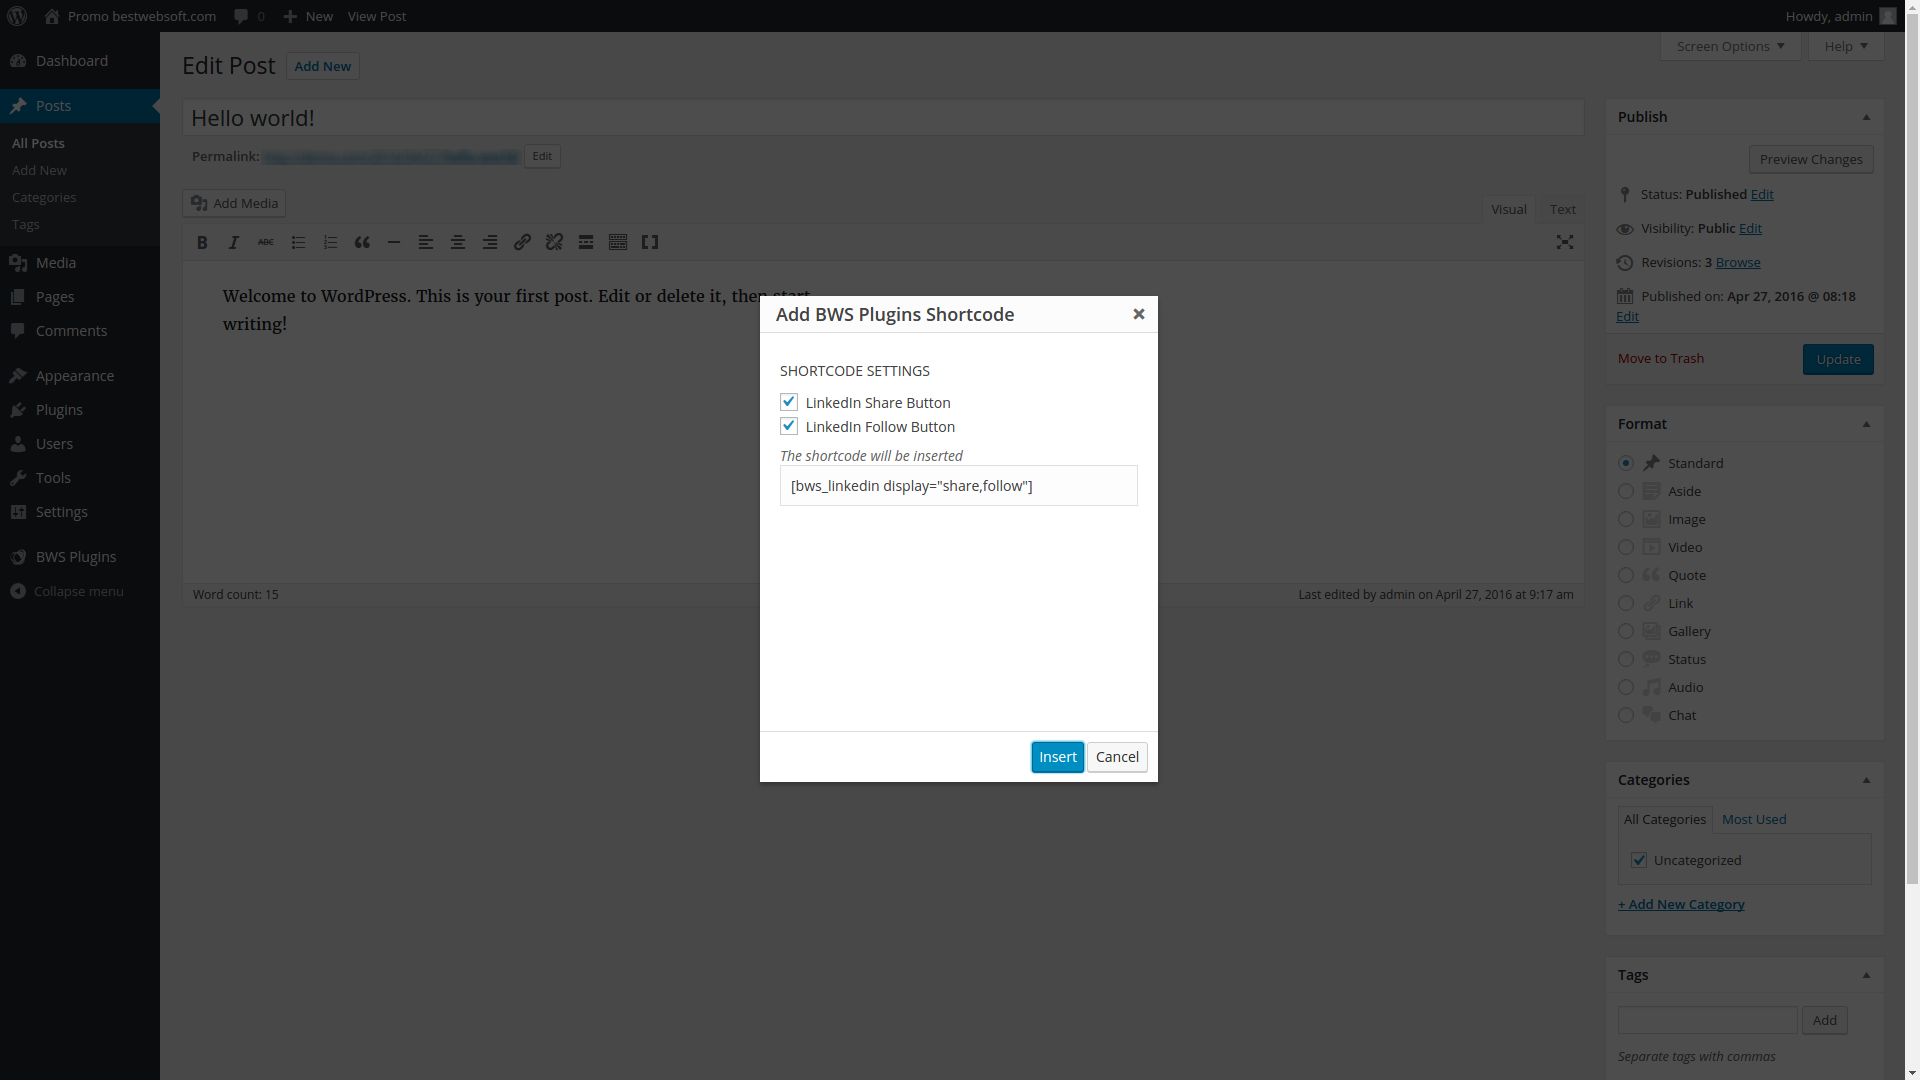 Promo bestwebsoft.com 0 New View Post Howdy, admin
Dashboard
Posts
All Posts
Add New
Categories
Tags
Media
Pages
Comments
Appearance
Plugins
Users
Tools
Settings
BWS Plugins
Collapse menu
Screen Options Help
Edit Post Add New
Hello world!
Permalink: Edit
Add Media
Visual Text
B I ABC
Welcome to WordPress. This is your first post. Edit or delete it, then start
writing!
Word count: 15
Last edited by admin on April 27, 2016 at 9:17 am
Add BWS Plugins Shortcode
SHORTCODE SETTINGS
LinkedIn Share Button
LinkedIn Follow Button
The shortcode will be inserted
[bws_linkedin display="share,follow"]
Insert Cancel
Publish
Preview Changes
Status: Published Edit
Visibility: Public Edit
Revisions: 3 Browse
Published on: Apr 27, 2016 @ 08:18
Edit
Move to Trash Update
Format
Standard
Aside
Image
Video
Quote
Link
Gallery
Status
Audio
Chat
Categories
All Categories Most Used
Uncategorized
+ Add New Category
Tags
Add
Separate tags with commas